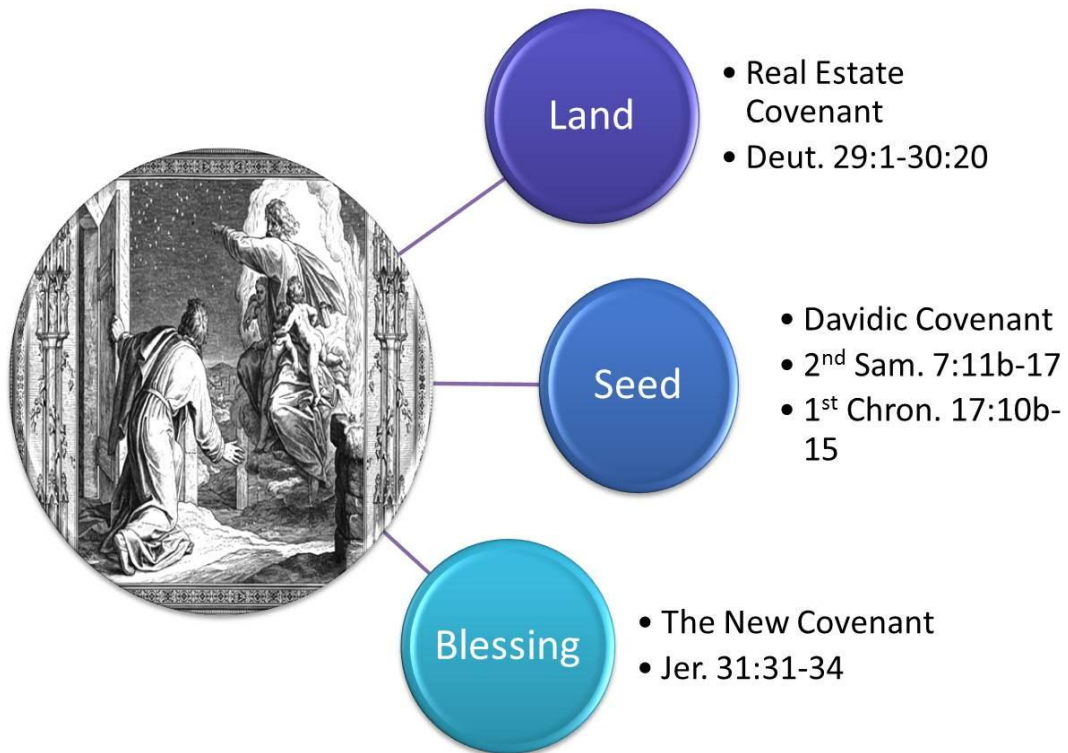 Land
• Real Estate
Covenant
• Deut. 29:1-30:20
Seed
• Davidic Covenant
• 2nd Sam. 7:11b-17
• 1st Chron. 17:10b-
15
Blessing
• The New Covenant
• Jer. 31:31-34